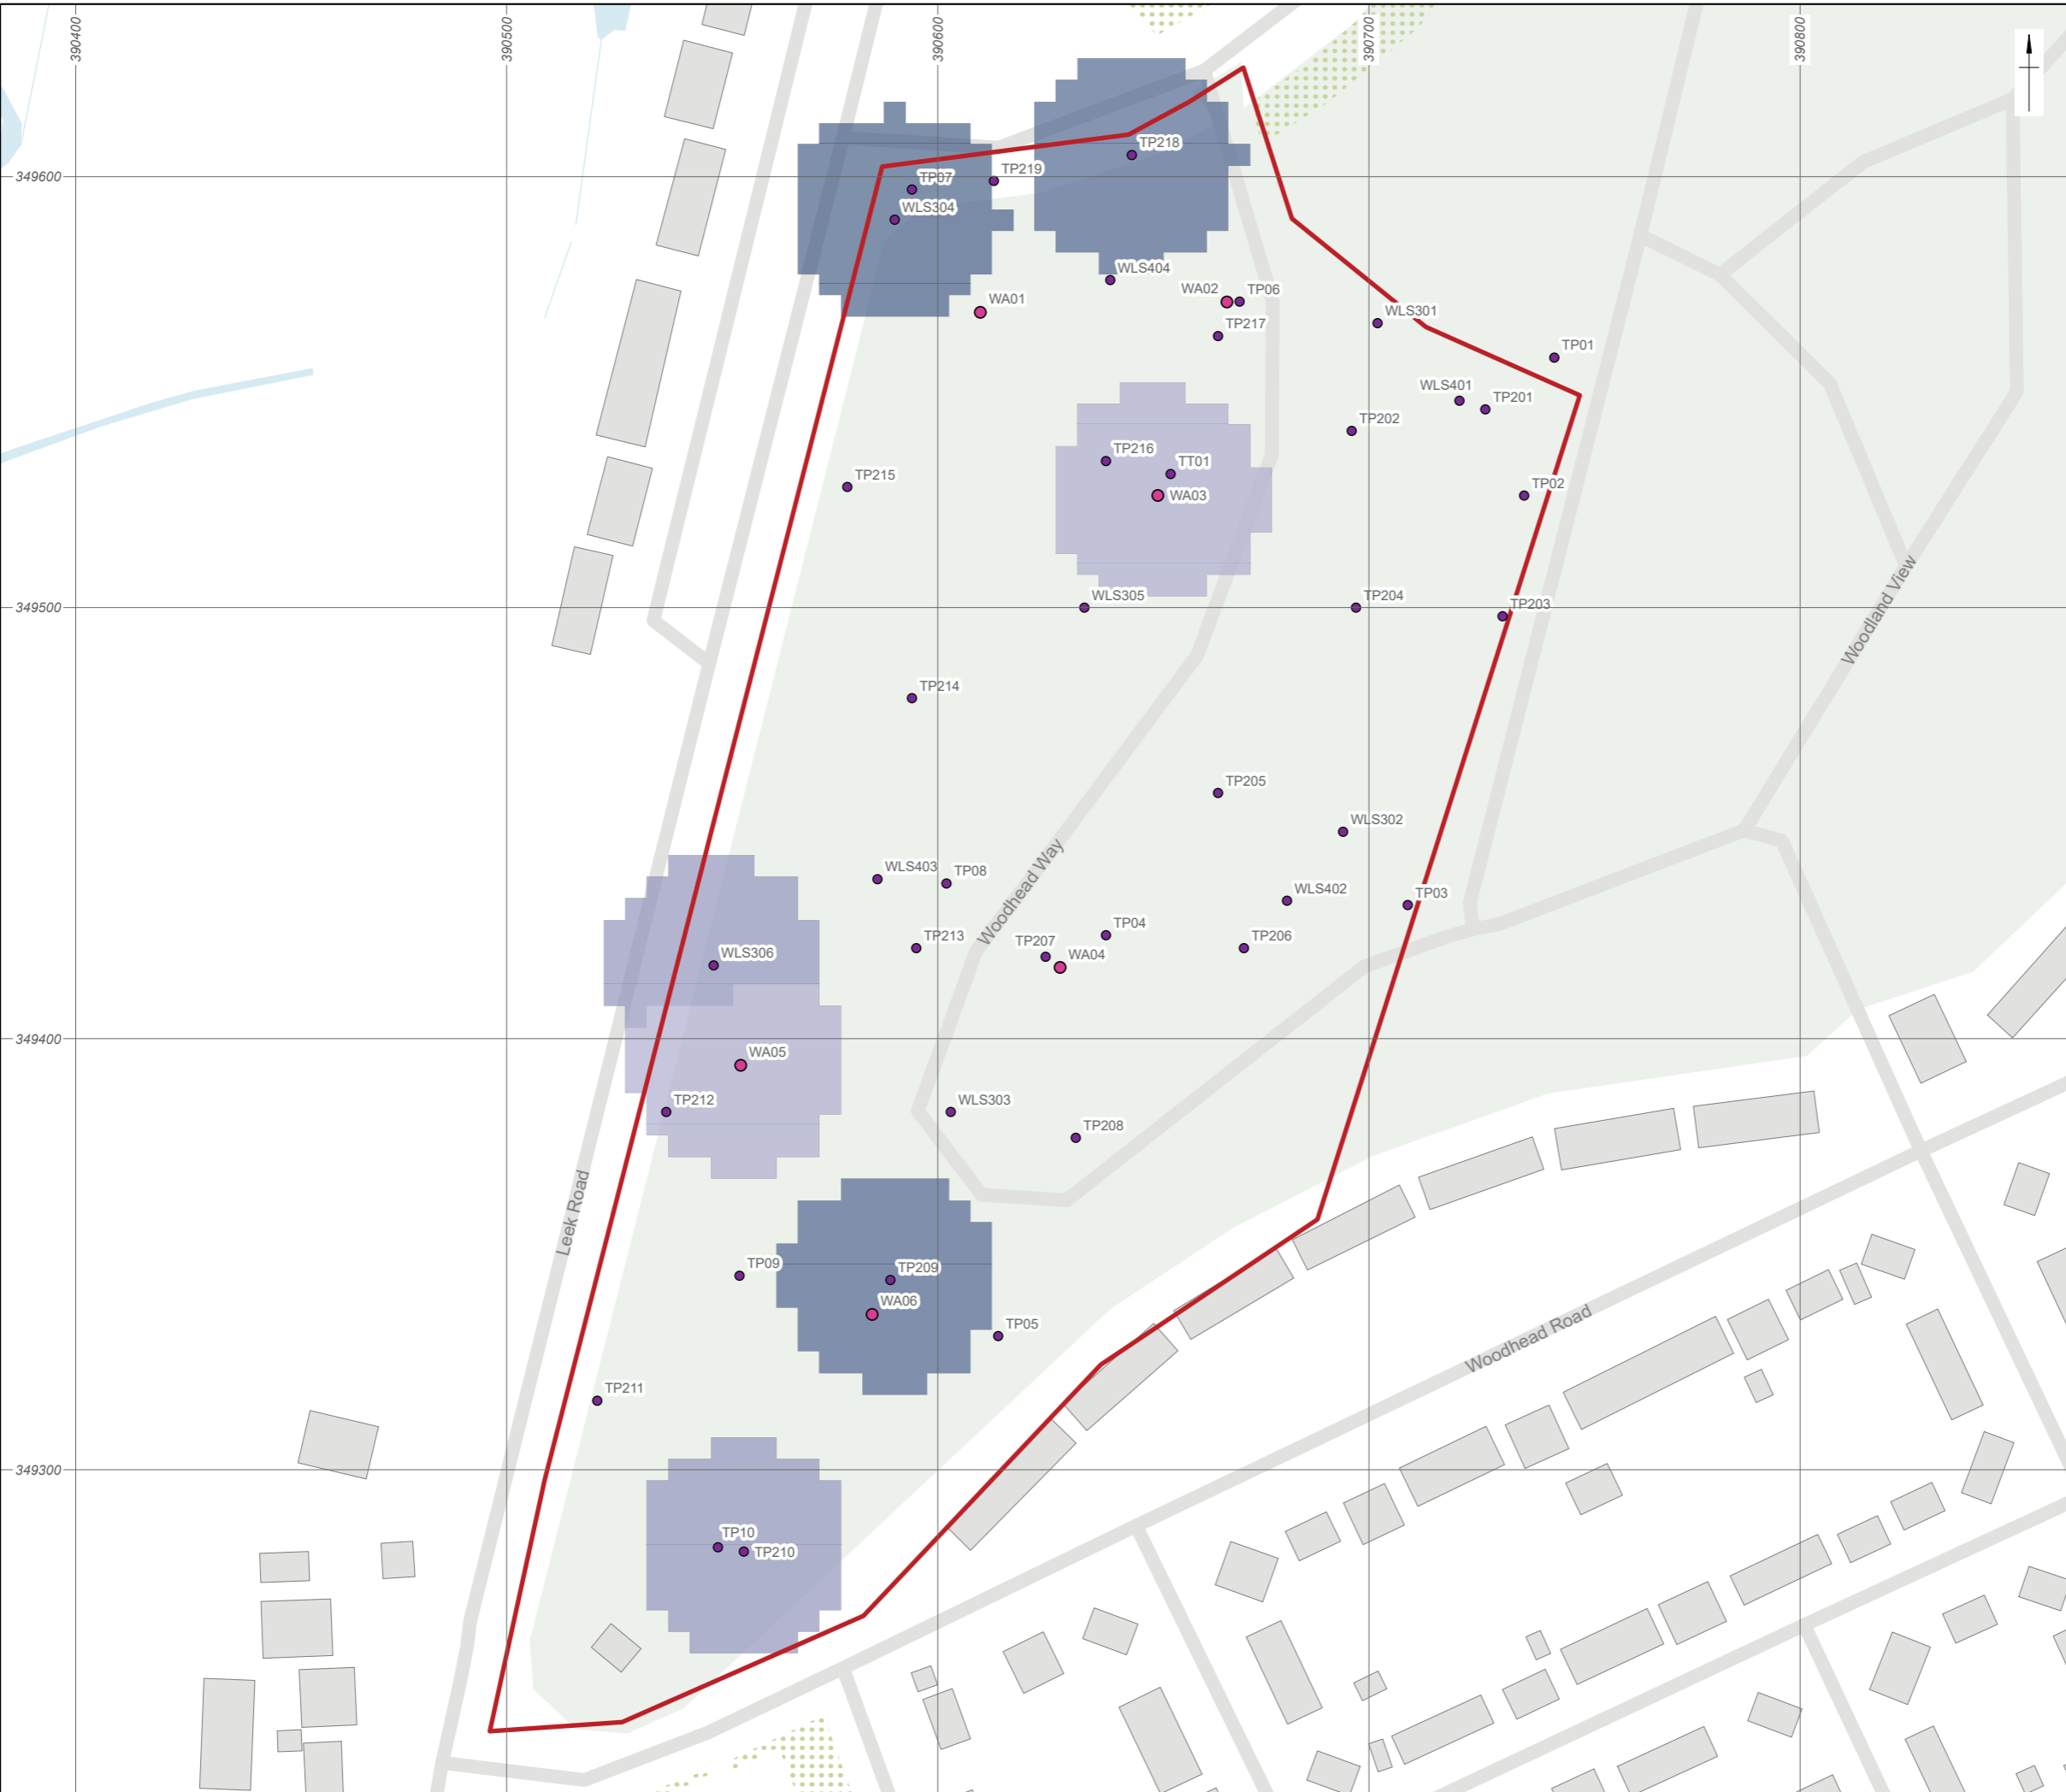 390400
390500
390600
390700
390800
349600
349500
349400
349300
TP218
TP07
TP219
WLS304
WLS404
WA01
WA02
TP06
WLS301
TP217
TP01
WLS401
TP201
TP202
TP216
TT01
TP215
WA03
TP02
WLS305
TP204
TP203
Woodland View
TP214
TP205
WLS302
WLS403
TP08
Woodhead Way
WLS402
TP03
TP213
TP207
TP04
WA04
TP206
WLS306
WA05
TP212
WLS303
TP208
Leek Road
TP09
TP209
WA06
TP05
Woodhead Road
TP211
TP10
TP210